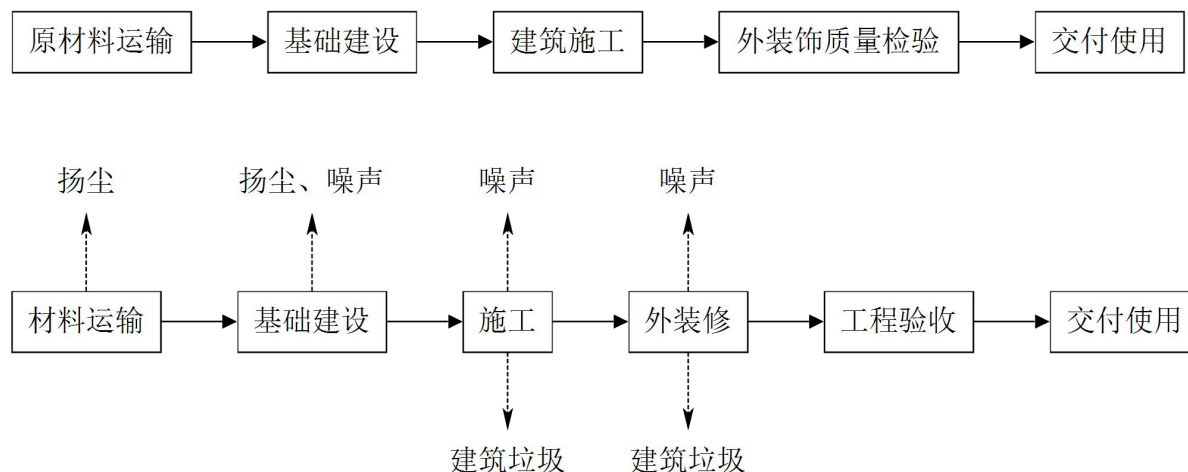 原材料运输 基础建设 建筑施工 外装饰质量检验 交付使用
扬尘 扬尘、噪声 噪声 噪声
材料运输 基础建设 施工 外装修 工程验收 交付使用
建筑垃圾 建筑垃圾